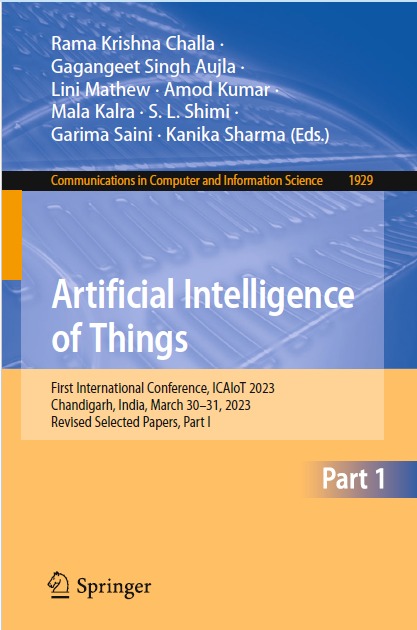 Rama Krishna Challa ·
Gagangeet Singh Aujla ·
Lini Mathew · Amod Kumar ·
Mala Kalra · S. L. Shimi ·
Garima Saini · Kanika Sharma (Eds.)
Communications in Computer and Information Science 1929
Artificial Intelligence
of Things
First International Conference, ICAIoT 2023
Chandigarh, India, March 30–31, 2023
Revised Selected Papers, Part I
Part 1
Springer